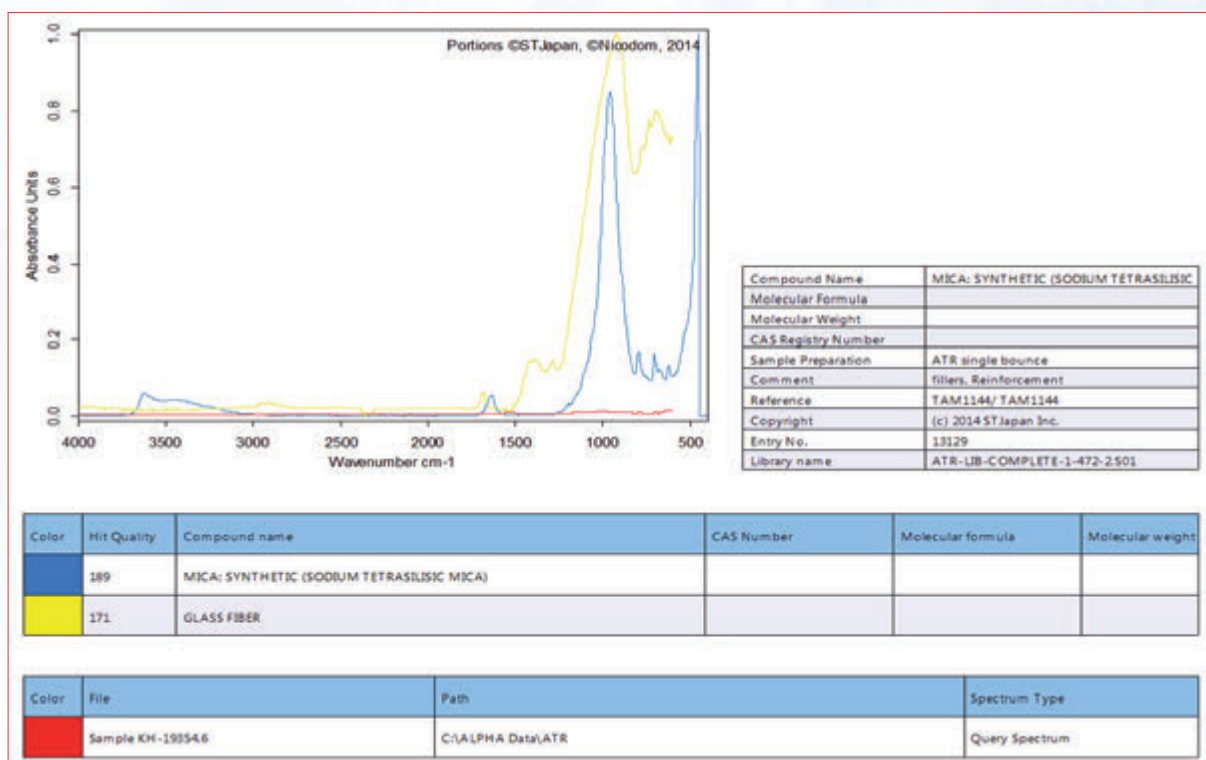 Portions ©STJapan, ©Nicodom, 2014
1.0
0.8
0.6
0.4
0.2
0.0
Absorbance Units
4000 3500 3000 2500 2000 1500 1000 500
Wavenumber cm-1
Compound Name MICA: SYNTHETIC (SODIUM TETRASILISIC
Molecular Formula
Molecular Weight
CAS Registry Number
Sample Preparation ATR single bounce
Comment fillers. Reinforcement
Reference TAM1144/ TAM1144
Copyright (c) 2014 STJapan Inc.
Entry No. 13129
Library name ATR-LIB-COMPLETE-1-472-2.S01
Color Hit Quality Compound name CAS Number Molecular formula Molecular weight
189 MICA: SYNTHETIC (SODIUM TETRASILISIC MICA)
171 GLASS FIBER
Color File Path Spectrum Type
Sample KH-19354.6 C:\ALPHA Data\ATR Query Spectrum